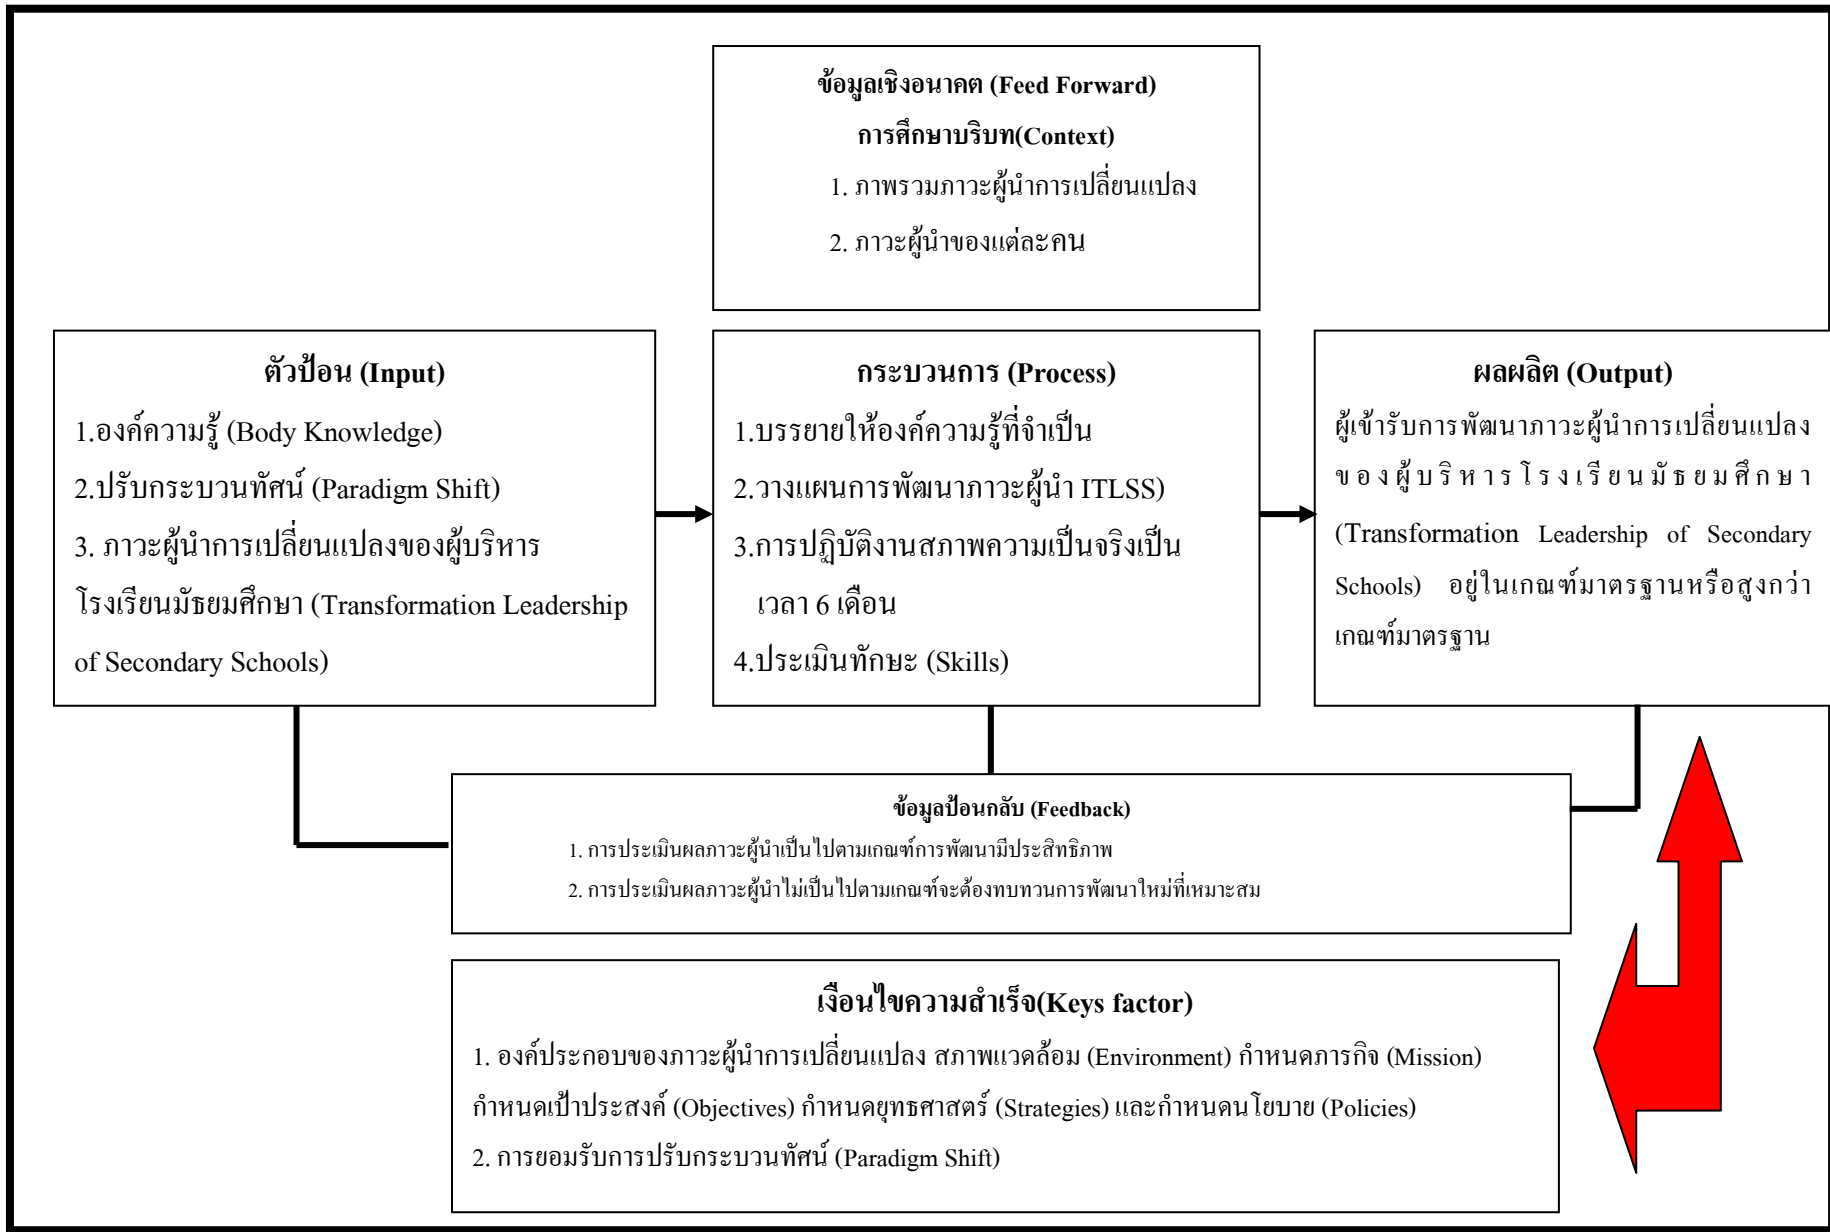 ข้อมูลเชิงอนาคต (Feed Forward)
การศึกษาบริบท(Context)
1. ภาพรวมภาวะผู้นำการเปลี่ยนแปลง
2. ภาวะผู้นำของแต่ละคน
ตัวป้อน (Input)
1.องค์ความรู้ (Body Knowledge)
2.ปรับกระบวนทัศน์ (Paradigm Shift)
3. ภาวะผู้นำการเปลี่ยนแปลงของผู้บริหาร
โรงเรียนมัธยมศึกษา (Transformation Leadership
of Secondary Schools)
กระบวนการ (Process)
1.บรรยายให้องค์ความรู้ที่จำเป็น
2.วางแผนการพัฒนาภาวะผู้นำ ITLSS)
3.การปฏิบัติงานสภาพความเป็นจริงเป็น
เวลา 6 เดือน
4.ประเมินทักษะ (Skills)
ผลผลิต (Output)
ผู้เข้ารับการพัฒนาภาวะผู้นำการเปลี่ยนแปลง
ของผู้บริหารโรงเรียนมัธยมศึกษา
(Transformation Leadership of Secondary
Schools) อยู่ในเกณฑ์มาตรฐานหรือสูงกว่า
เกณฑ์มาตรฐาน
ข้อมูลป้อนกลับ (Feedback)
1. การประเมินผลภาวะผู้นำเป็นไปตามเกณฑ์การพัฒนามีประสิทธิภาพ
2. การประเมินผลภาวะผู้นำไม่เป็นไปตามเกณฑ์จะต้องทบทวนการพัฒนาใหม่ที่เหมาะสม
เงื่อนไขความสำเร็จ(Keys factor)
1. องค์ประกอบของภาวะผู้นำการเปลี่ยนแปลง สภาพแวดล้อม (Environment) กำหนดภารกิจ (Mission)
กำหนดเป้าประสงค์ (Objectives) กำหนดยุทธศาสตร์ (Strategies) และกำหนดนโยบาย (Policies)
2. การยอมรับการปรับกระบวนทัศน์ (Paradigm Shift)